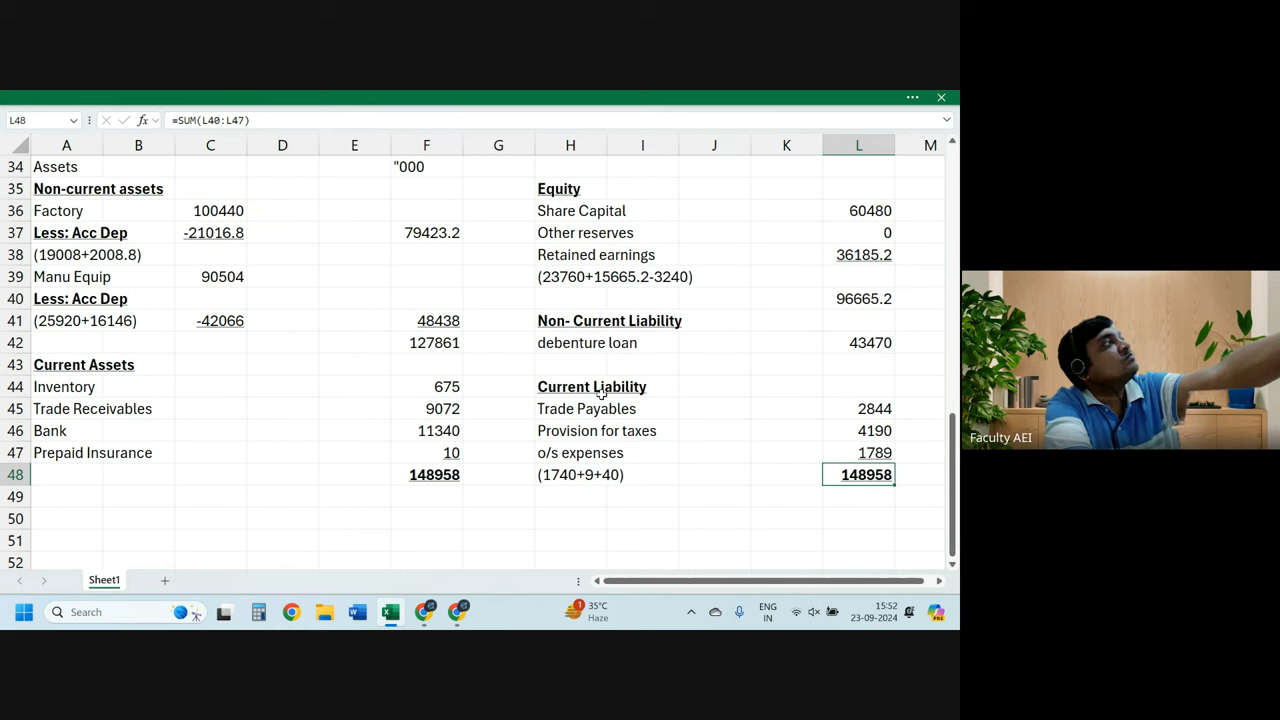 L48 fx =SUM(L40:L47)
A B C D E F G H I J K L M
34 Assets "000
35 Non-current assets Equity
36 Factory 100440 Share Capital 60480
37 Less: Acc Dep -21016.8 79423.2 Other reserves 0
38 (19008+2008.8) Retained earnings 36185.2
39 Manu Equip 90504 (23760+15665.2-3240)
40 Less: Acc Dep 96665.2
41 (25920+16146) -42066 48438 Non- Current Liability
42 127861 debenture loan 43470
43 Current Assets
44 Inventory 675 Current Liability
45 Trade Receivables 9072 Trade Payables 2844
46 Bank 11340 Provision for taxes 4190
47 Prepaid Insurance 10 o/s expenses 1789
48 148958 (1740+9+40) 148958
49
50
51
52
Sheet1
Search
1
35°C
Haze
ENG
IN
15:52
23-09-2024
PRE
Faculty AEI